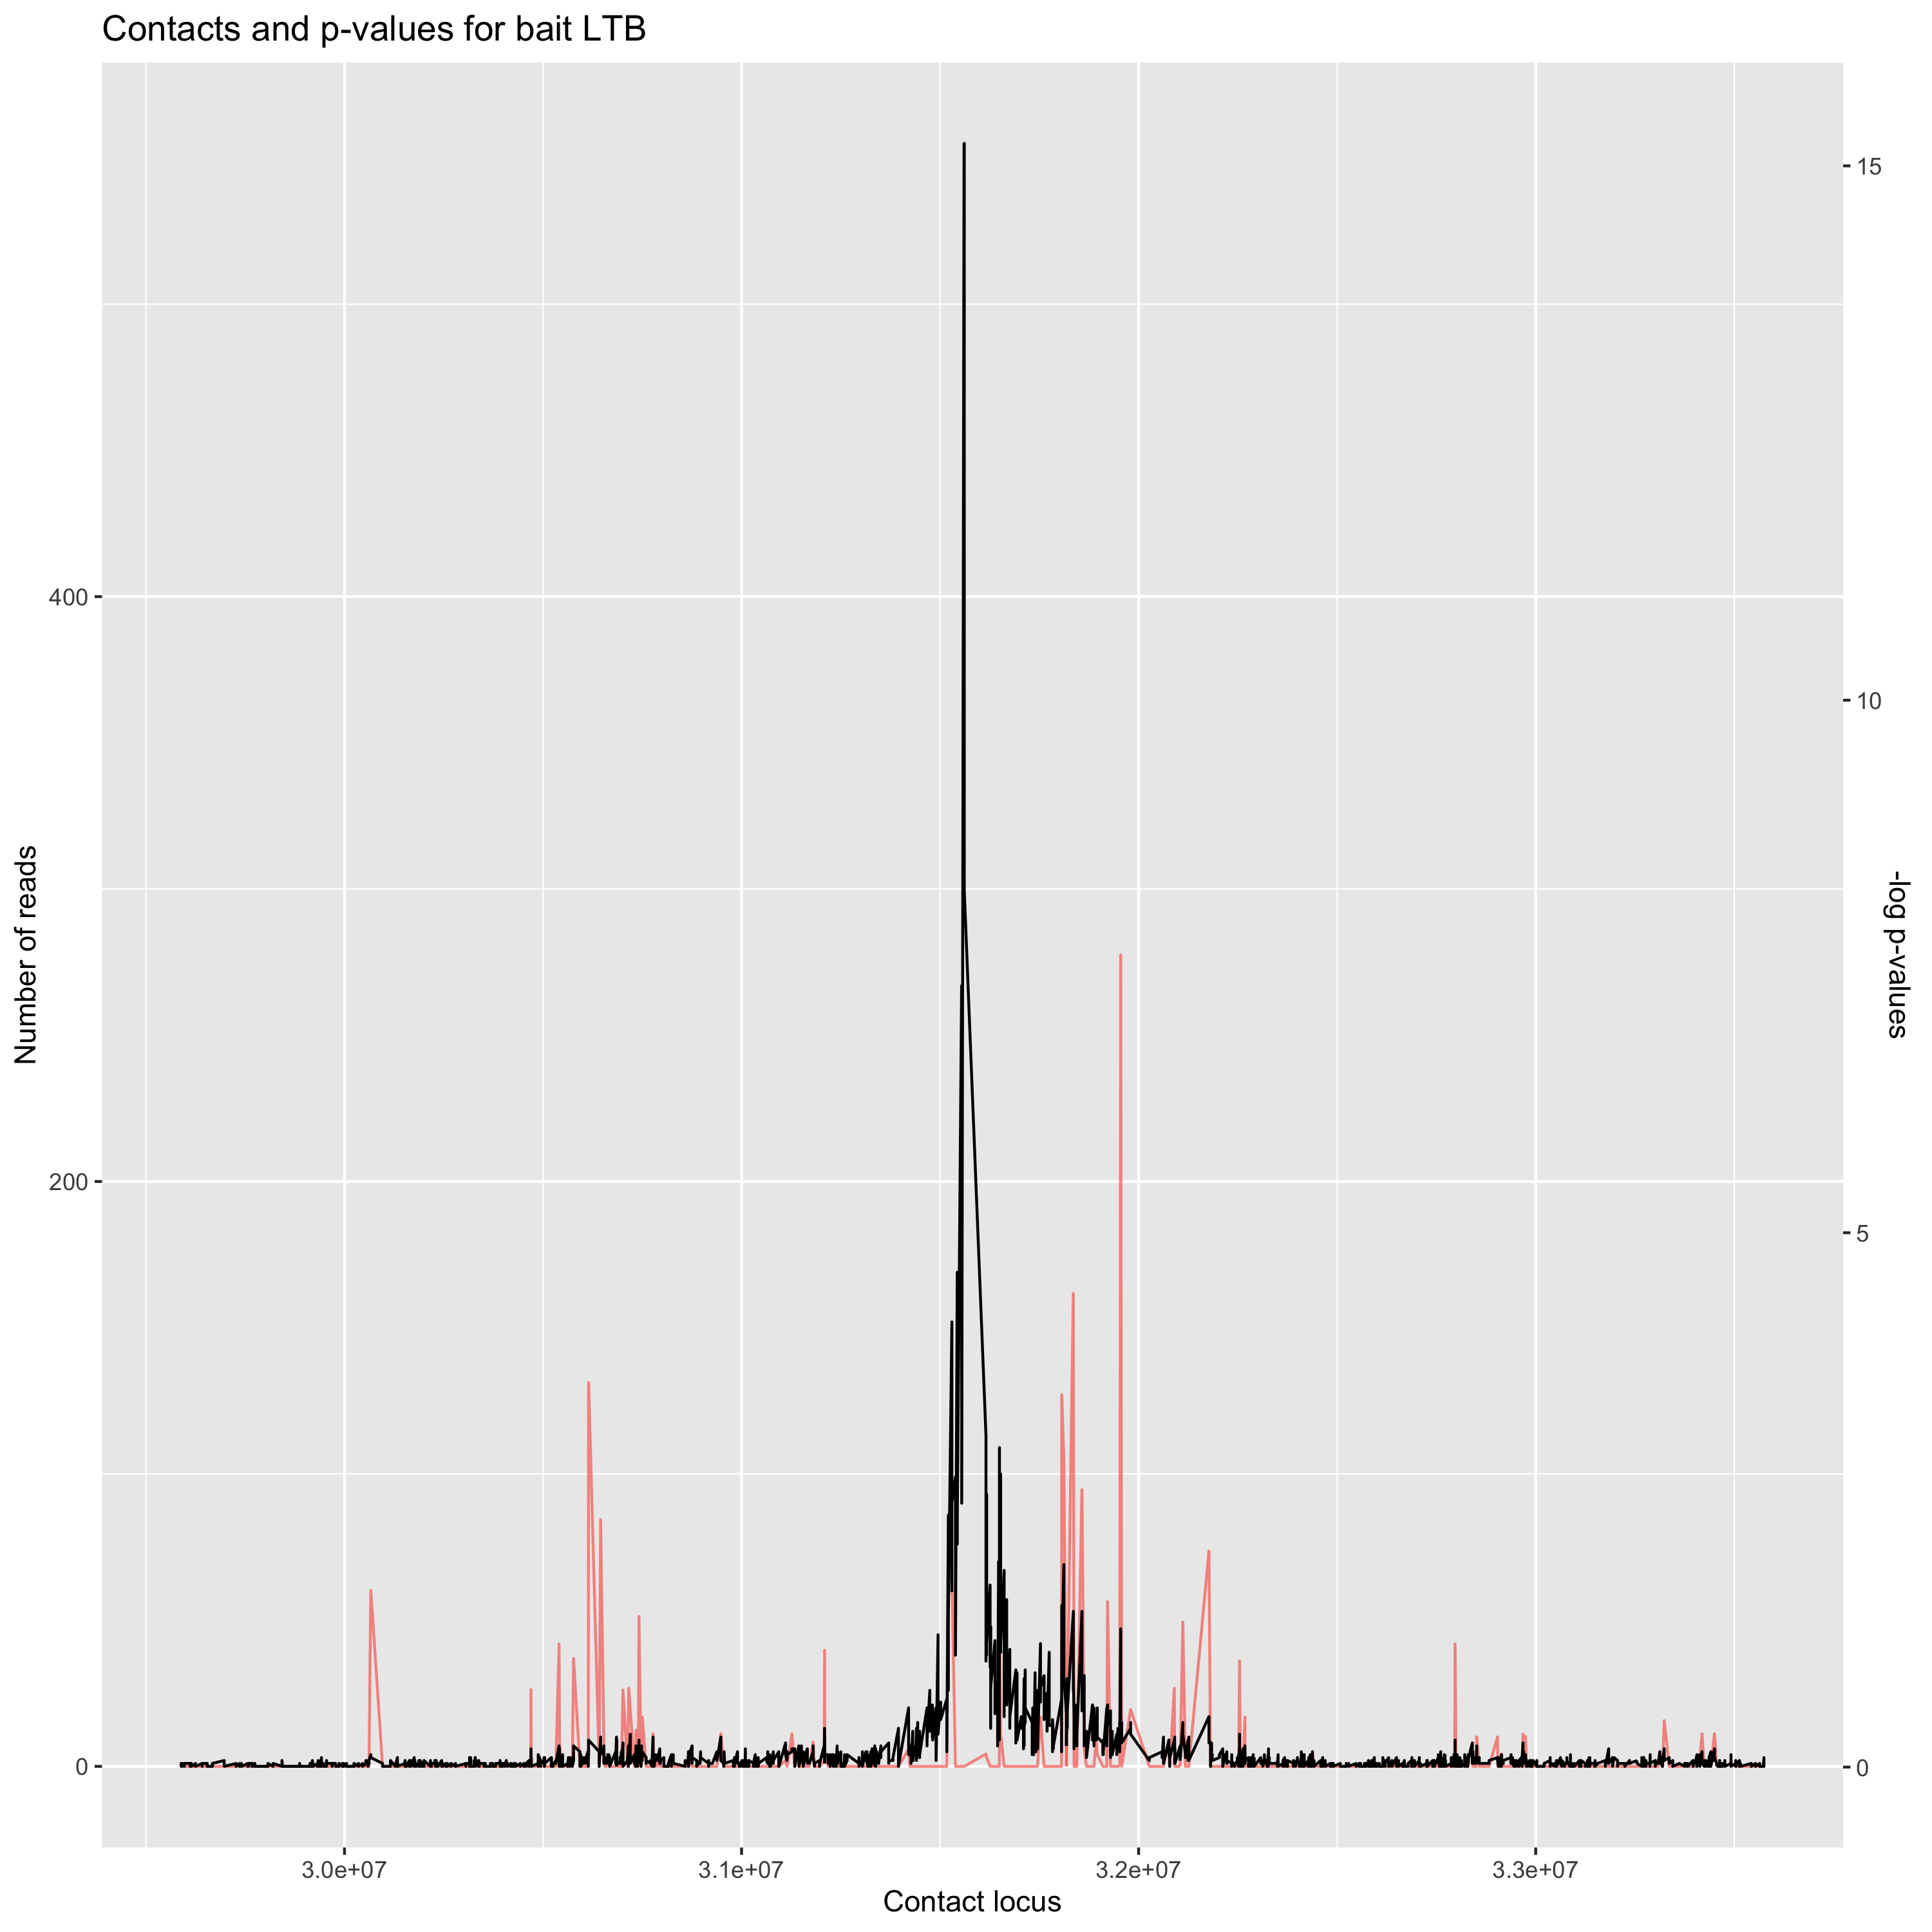 Contacts and p-values for bait LTB
Number of reads
400
200
0
15
10
5
0
-log p-values
3.0e+07
3.1e+07
3.2e+07
3.3e+07
Contact locus